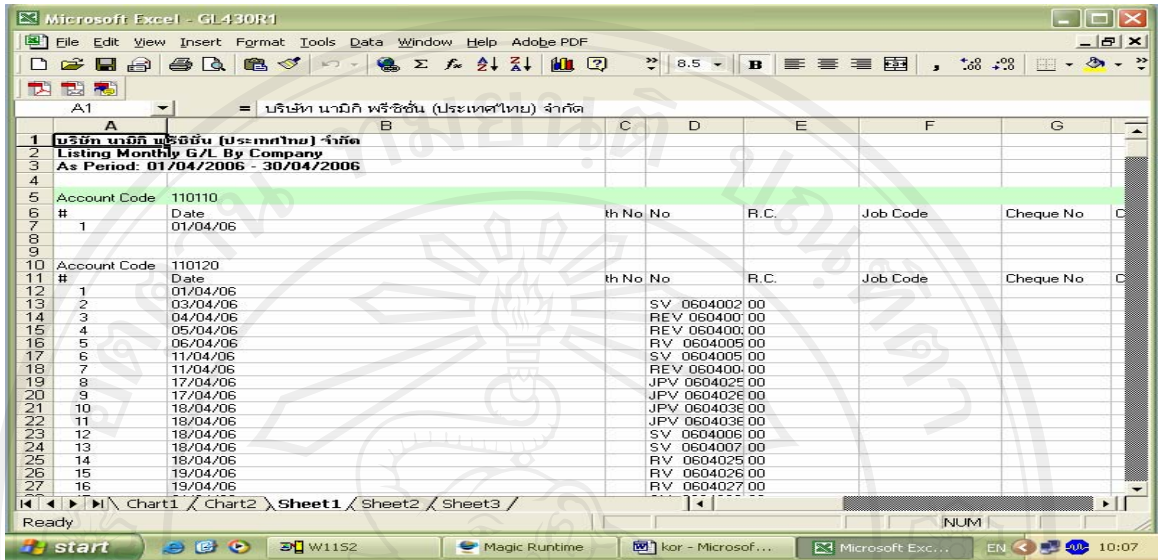 Microsoft Excel - GL430R1
File Edit View Insert Format Tools Data Window Help Adobe PDF
8.5 B
A1 = บริษัท นามิกิ พรีซิชั่น (ประเทศไทย) จำกัด
A B C D E F G
1 บริษัท นามิกิ พรีซิชั่น (ประเทศไทย) จำกัด
2 Listing Monthly G/L By Company
3 As Period: 01/04/2006 - 30/04/2006
4
5 Account Code 110110
6 # Date th No No R.C. Job Code Cheque No
7 1 01/04/06
8
9
10 Account Code 110120
11 # Date th No No R.C. Job Code Cheque No
12 1 01/04/06
13 2 03/04/06 SV 0604002 00
14 3 04/04/06 REV 060400 00
15 4 05/04/06 REV 060400 00
16 5 06/04/06 RV 0604005 00
17 6 11/04/06 SV 0604005 00
18 7 11/04/06 REV 060400 00
19 8 17/04/06 JPV 060402 00
20 9 17/04/06 JPV 060402 00
21 10 18/04/06 JPV 060403 00
22 11 18/04/06 JPV 060403 00
23 12 18/04/06 SV 0604006 00
24 13 18/04/06 SV 0604007 00
25 14 18/04/06 RV 0604025 00
26 15 19/04/06 RV 0604026 00
27 16 19/04/06 RV 0604027 00
Chart1 Chart2 Sheet1 Sheet2 Sheet3
Ready NUM
start W11S2 Magic Runtime kor - Microsof... Microsoft Exc... EN 10:07